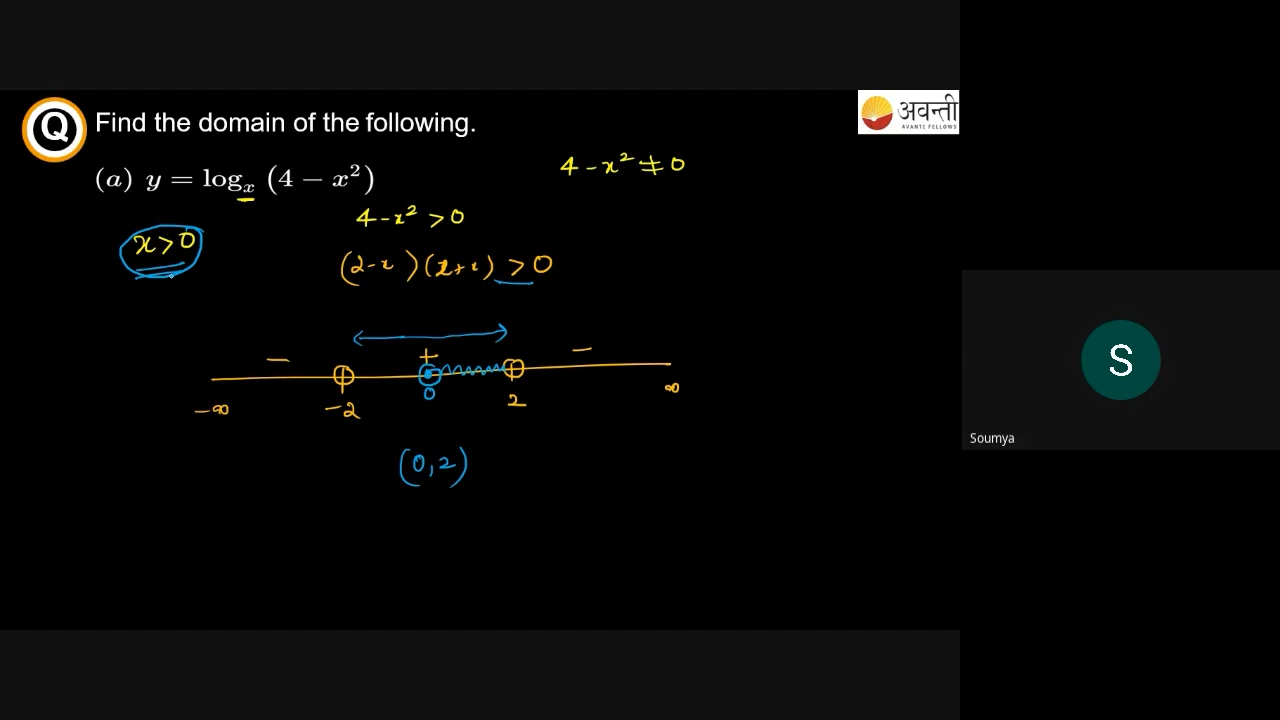 Q Find the domain of the following.
अवन्ती
AVANTI FELLOWS
(a) y = logₓ (4 − x²)
4 - x² ≠ 0
4 - x² > 0
x > 0
(2 - x) (2 + x) > 0
− + −
-∞ -2 0 2 ∞
(0, 2)
S
Soumya